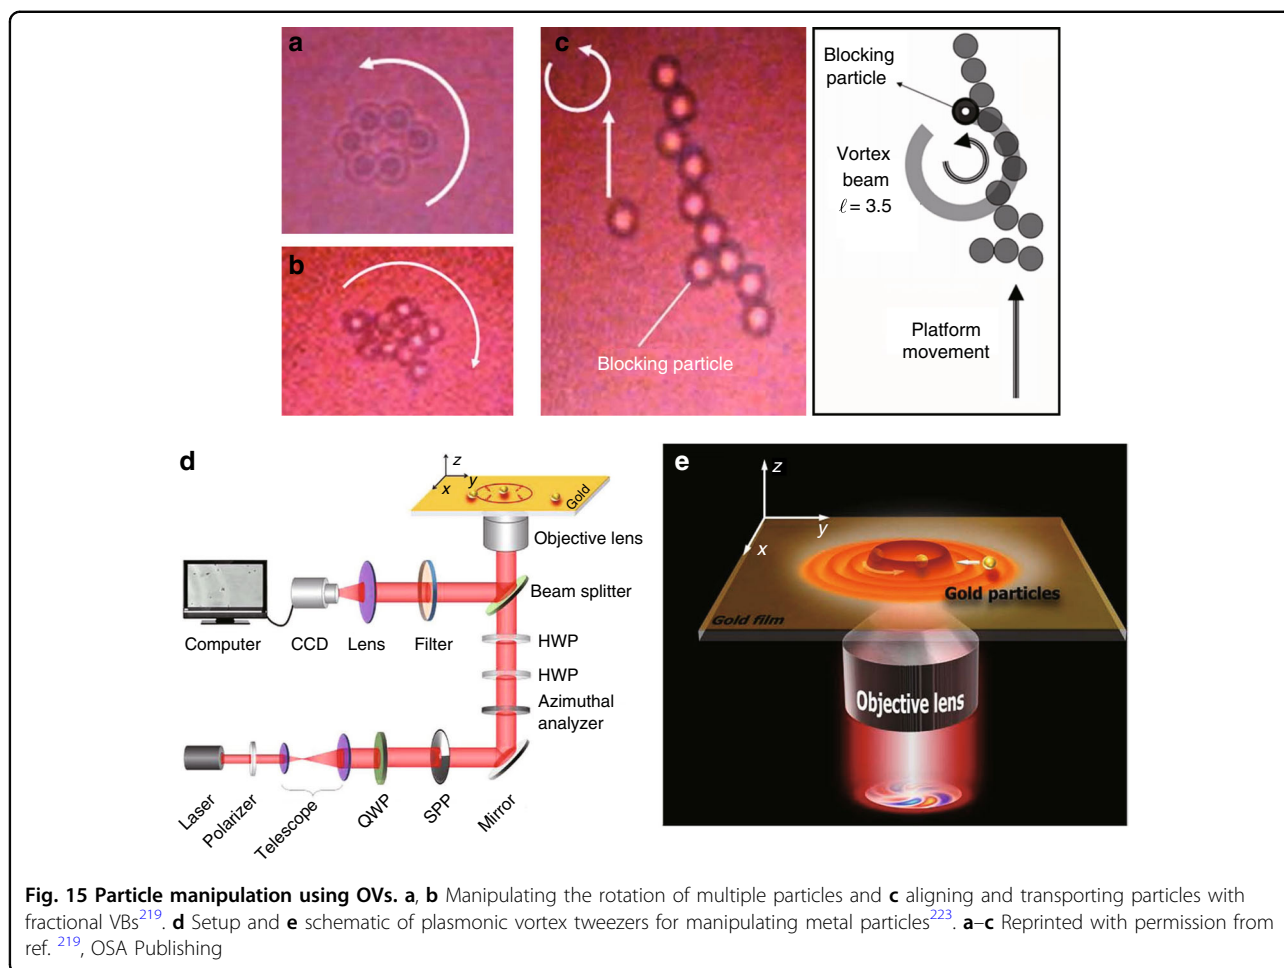 a
b
c
Blocking particle
Blocking
particle
Vortex
beam
ℓ = 3.5
Platform
movement
d
z
y
x
Gold
Objective lens
Beam splitter
Computer
CCD
Lens
Filter
HWP
HWP
Azimuthal
analyzer
Laser
Polarizer
Telescope
QWP
SPP
Mirror
e
z
y
x
Gold particles
Gold film
Objective lens
Fig. 15 Particle manipulation using OVs. a, b Manipulating the rotation of multiple particles and c aligning and transporting particles with
fractional VBs219. d Setup and e schematic of plasmonic vortex tweezers for manipulating metal particles223. a–c Reprinted with permission from
ref. 219, OSA Publishing